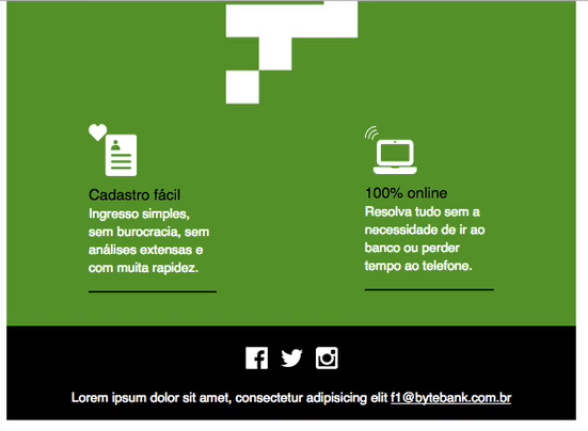 Cadastro fácil
Ingresso simples,
sem burocracia, sem
análises extensas e
com muita rapidez.
100% online
Resolva tudo sem a
necessidade de ir ao
banco ou perder
tempo ao telefone.
Lorem ipsum dolor sit amet, consectetur adipisicing elit f1@bytebank.com.br